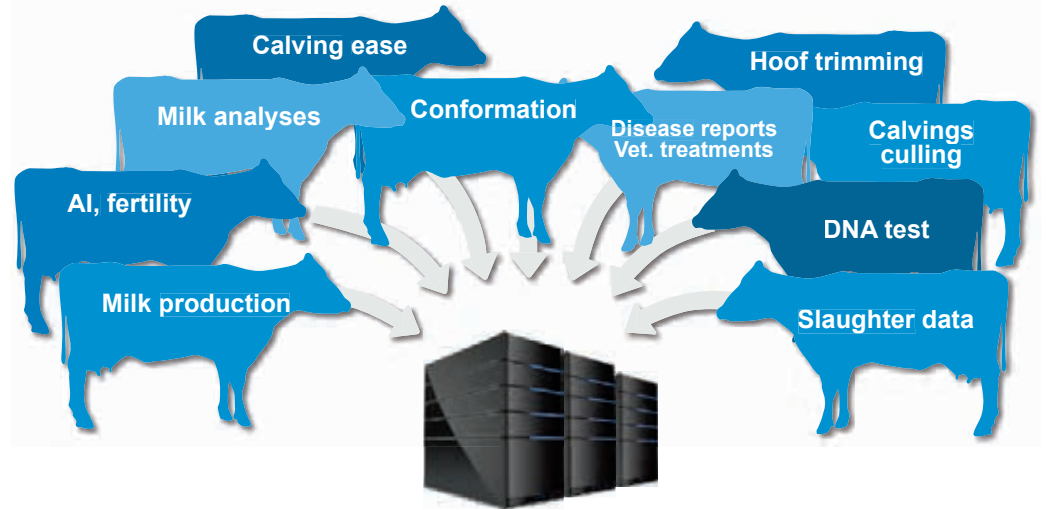 Calving ease
Hoof trimming
Milk analyses
Conformation
Disease reports
Vet. treatments
Calvings
culling
AI, fertility
DNA test
Milk production
Slaughter data